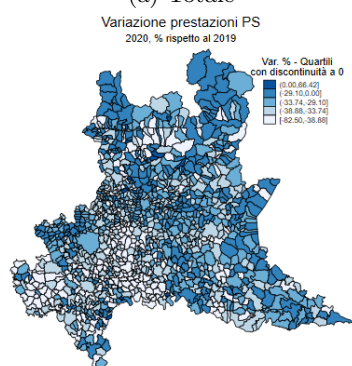 (a) Totale
Variazione prestazioni PS
2020, % rispetto al 2019
Var. % - Quartili
con discontinuità a 0
(0.00,66.42]
(-29.10,0.00]
(-33.74,-29.10]
(-38.88,-33.74]
[-82.50,-38.88]